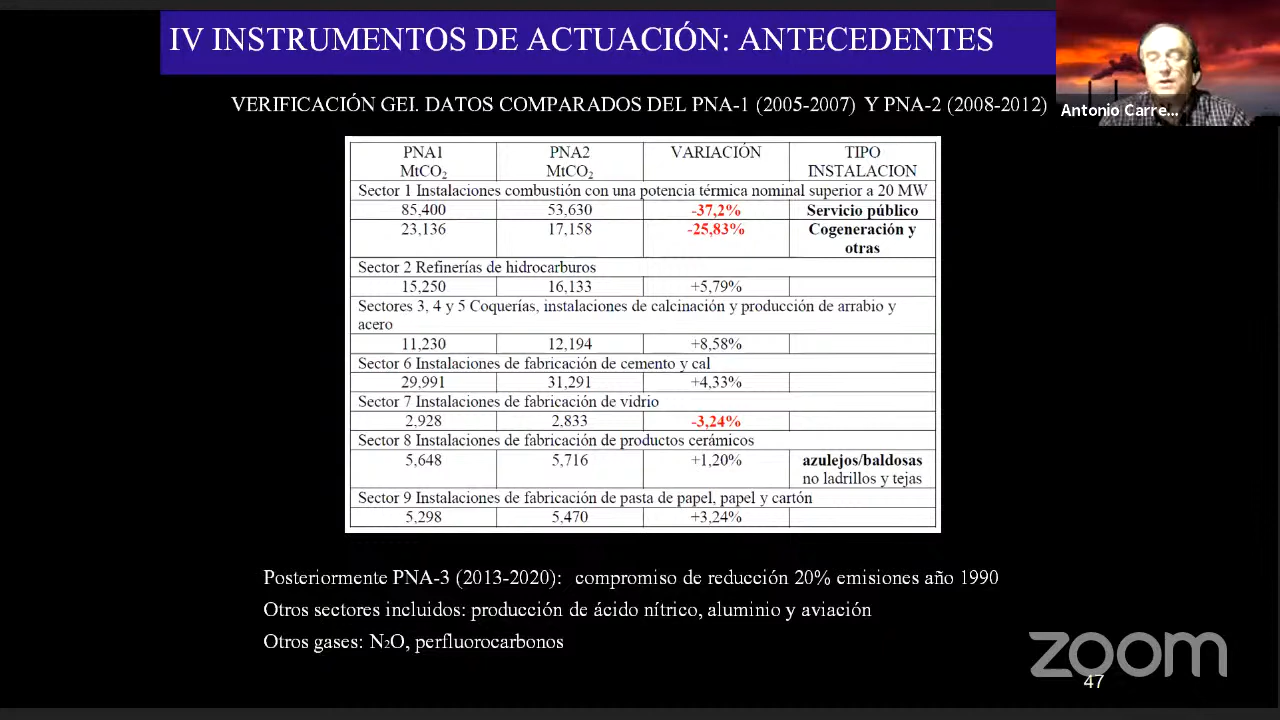 IV INSTRUMENTOS DE ACTUACIÓN: ANTECEDENTES
Antonio Carre...
VERIFICACIÓN GEI. DATOS COMPARADOS DEL PNA-1 (2005-2007) Y PNA-2 (2008-2012)
PNA1 MtCO₂ PNA2 MtCO₂ VARIACIÓN TIPO INSTALACION
Sector 1 Instalaciones combustión con una potencia térmica nominal superior a 20 MW
85,400 53,630 -37,2% Servicio público
23,136 17,158 -25,83% Cogeneración y otras
Sector 2 Refinerías de hidrocarburos
15,250 16,133 +5,79%
Sectores 3, 4 y 5 Coquerías, instalaciones de calcinación y producción de arrabio y
acero
11,230 12,194 +8,58%
Sector 6 Instalaciones de fabricación de cemento y cal
29,991 31,291 +4,33%
Sector 7 Instalaciones de fabricación de vidrio
2,928 2,833 -3,24%
Sector 8 Instalaciones de fabricación de productos cerámicos
5,648 5,716 +1,20% azulejos/baldosas
no ladrillos y tejas
Sector 9 Instalaciones de fabricación de pasta de papel, papel y cartón
5,298 5,470 +3,24%
Posteriormente PNA-3 (2013-2020): compromiso de reducción 20% emisiones año 1990
Otros sectores incluidos: producción de ácido nítrico, aluminio y aviación
Otros gases: N₂O, perfluorocarbonos
zoom
47